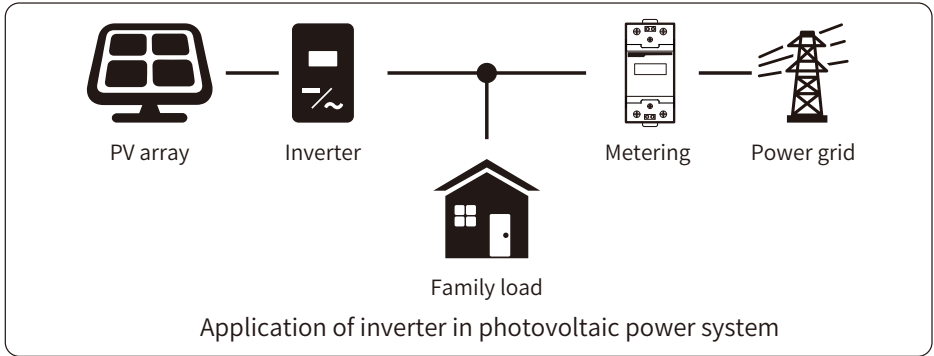 PV array
Inverter
Metering
Power grid
Family load
Application of inverter in photovoltaic power system